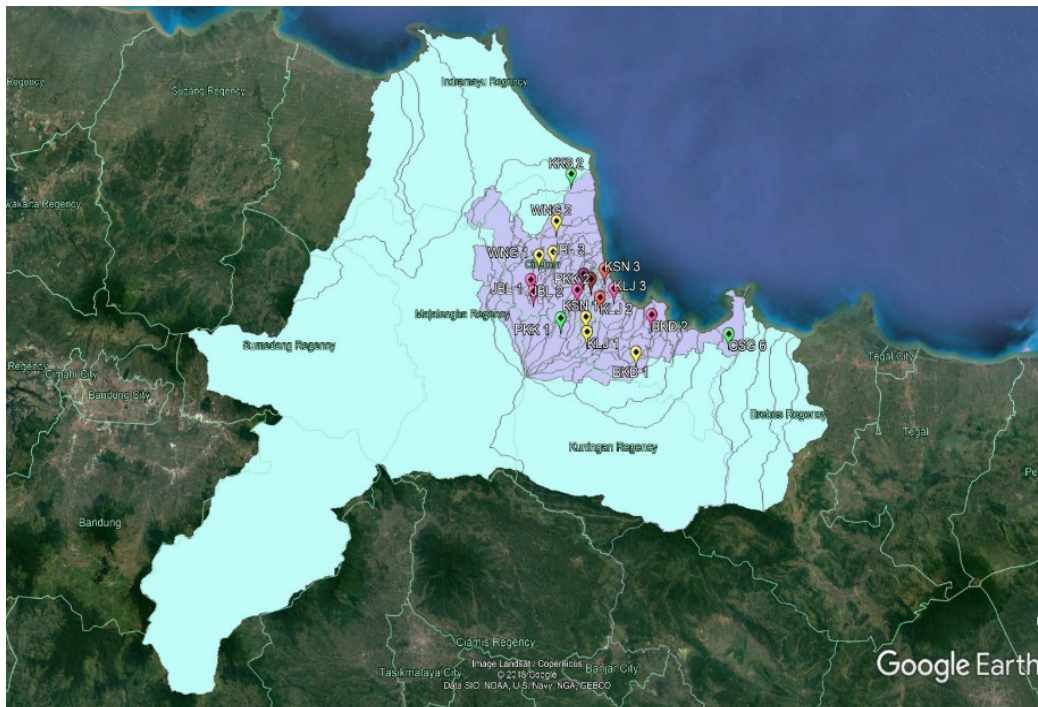 Regency
Subang Regency
Indramayu Regency
wakarta Regency
KKS 2
WNG 2
WNG 1
JBL 3
KSN 3
PKK 2
KLJ 3
JBL 1
JBL 2
KSN 1
KLJ 2
Majalengka Regency
PKK 1
BKD 2
KLJ 1
CSG 6
Sumedang Regency
BKD 1
Regency
Cimahi City
Tegal City
Bandung City
Brebes Regency
Tegal
Kuningan Regency
Bandung
Ciamis Regency
Tasikmalaya City
Banjar City
Image Landsat / Copernicus
© 2018 Google
Data SIO, NOAA, U.S. Navy, NGA, GEBCO
Google Earth